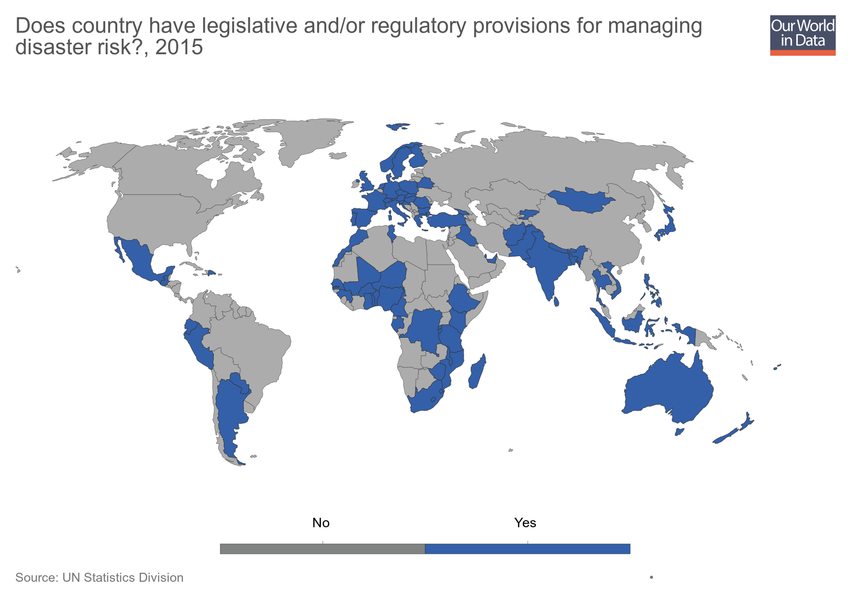 Does country have legislative and/or regulatory provisions for managing
disaster risk?, 2015
Our World
in Data
No
Yes
Source: UN Statistics Division